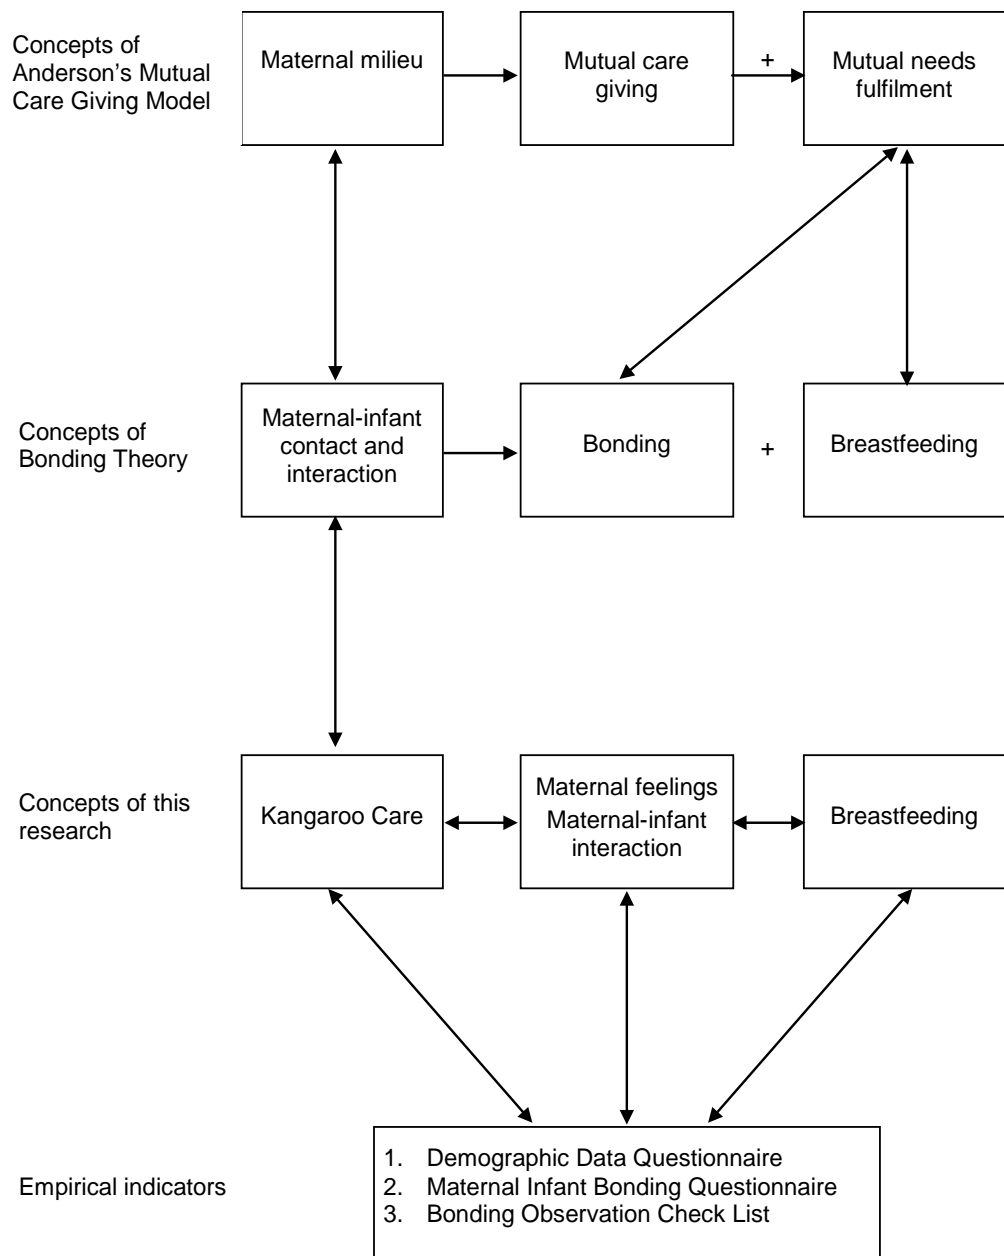 Concepts of
Anderson's Mutual
Care Giving Model
Maternal milieu
Mutual care
giving
+
Mutual needs
fulfilment
Concepts of
Bonding Theory
Maternal-infant
contact and
interaction
Bonding
+
Breastfeeding
Concepts of this
research
Kangaroo Care
Maternal feelings
Maternal-infant
interaction
Breastfeeding
Empirical indicators
1. Demographic Data Questionnaire
2. Maternal Infant Bonding Questionnaire
3. Bonding Observation Check List